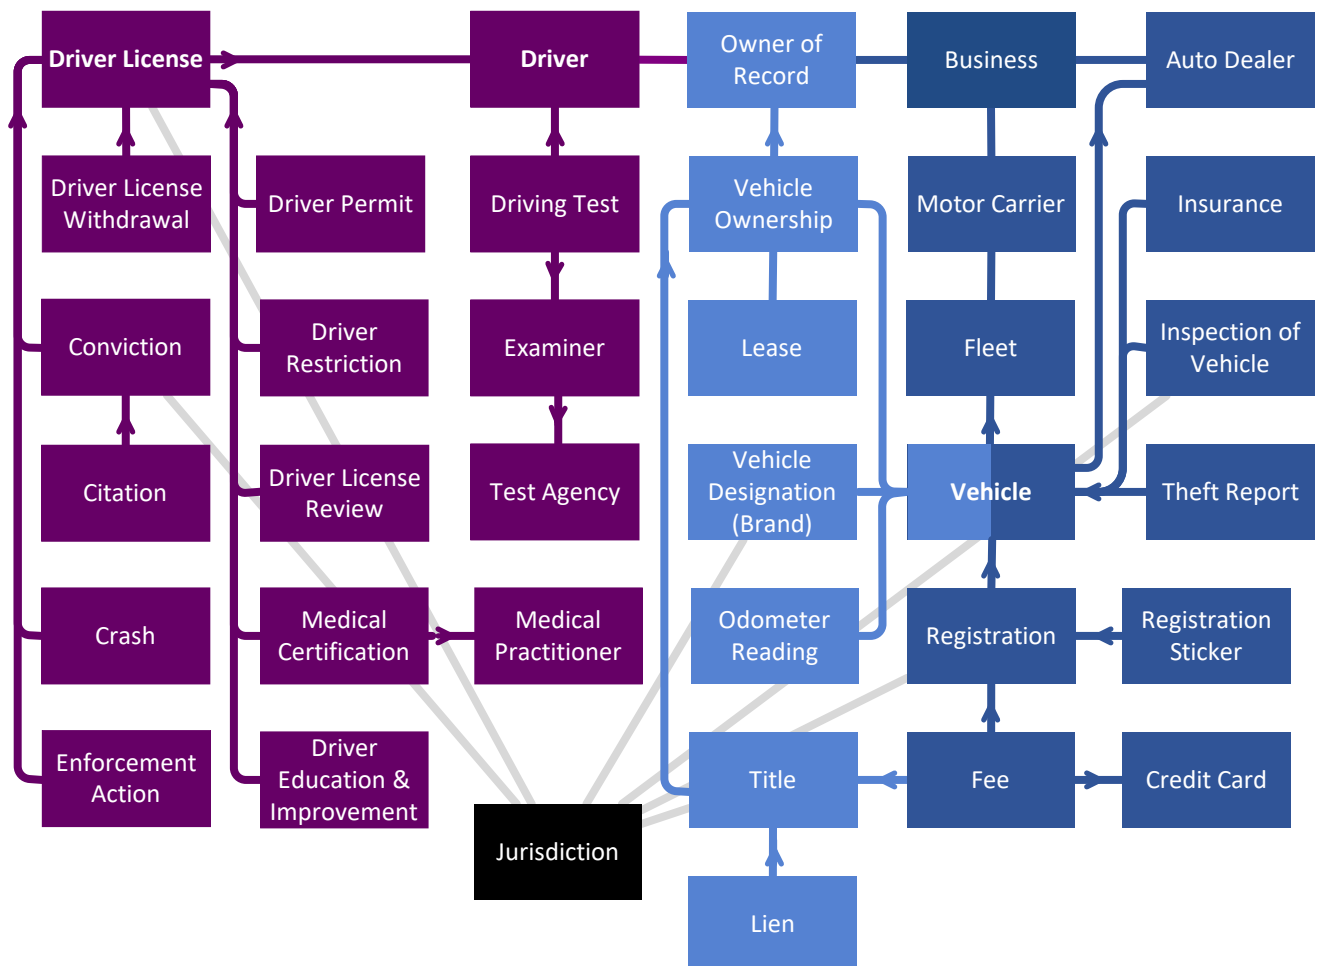 Driver License
Driver
Owner of
Record
Business
Auto Dealer
Driver License
Withdrawal
Driver Permit
Driving Test
Vehicle
Ownership
Motor Carrier
Insurance
Conviction
Driver
Restriction
Examiner
Lease
Fleet
Inspection of
Vehicle
Citation
Driver License
Review
Test Agency
Vehicle
Designation
(Brand)
Vehicle
Theft Report
Crash
Medical
Certification
Medical
Practitioner
Odometer
Reading
Registration
Registration
Sticker
Enforcement
Action
Driver
Education &
Improvement
Title
Fee
Credit Card
Jurisdiction
Lien